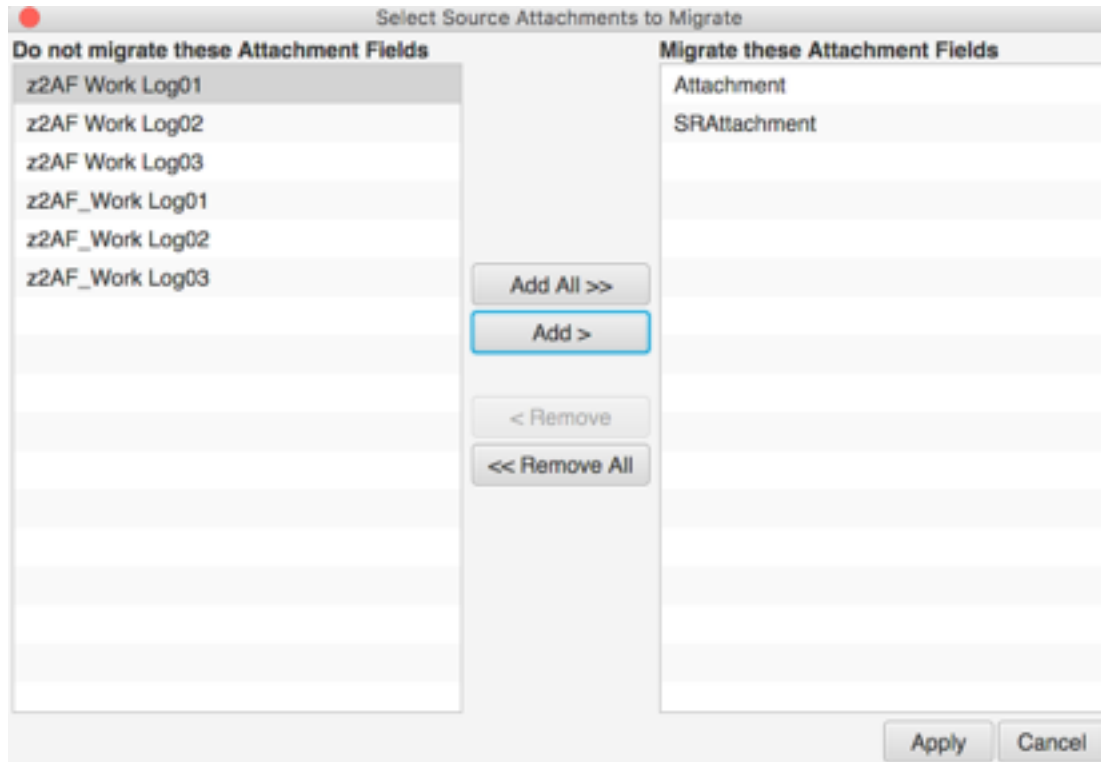 Select Source Attachments to Migrate
Do not migrate these Attachment Fields
z2AF Work Log01
z2AF Work Log02
z2AF Work Log03
z2AF_Work Log01
z2AF_Work Log02
z2AF_Work Log03
Add All >>
Add >
< Remove
<< Remove All
Migrate these Attachment Fields
Attachment
SRAttachment
Apply
Cancel